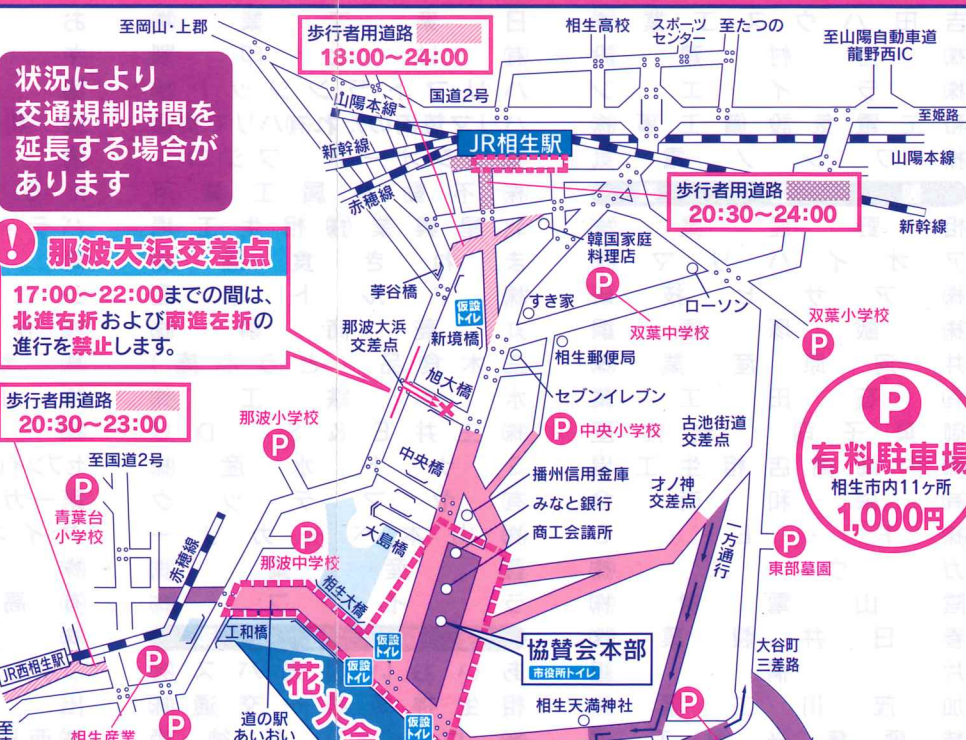 至岡山・上郡
歩行者用道路
18:00~24:00
相生高校
スポーツ
センター
至たつの
至山陽自動車道
龍野西IC
状況により
交通規制時間を
延長する場合が
あります
山陽本線
国道2号
至姫路
新幹線
JR相生駅
山陽本線
赤穂線
歩行者用道路
20:30~24:00
新幹線
那波大浜交差点
17:00~22:00までの間は、
北進右折および南進左折の
進行を禁止します。
韓国家庭
料理店
P
ローソン
苧谷橋
仮設
トイレ
すき家
双葉中学校
双葉小学校
P
那波大浜
交差点
新境橋
相生郵便局
旭大橋
セブンイレブン
歩行者用道路
20:30~23:00
那波小学校
P
P 中央小学校
古池街道
交差点
P
有料駐車場
相生市内11ヶ所
1,000円
至国道2号
中央橋
播州信用金庫
才ノ神
交差点
P
青葉台
小学校
みなと銀行
商工会議所
大島橋
一方通行
赤穂線
P
那波中学校
相生大橋
P
東部墓園
工和橋
仮設
トイレ
協賛会本部
市役所トイレ
大谷町
三差路
JR西相生駅
P
仮設
トイレ
花火会
道の駅
あいおい
仮設
トイレ
相生天満神社
至
相生産業
P